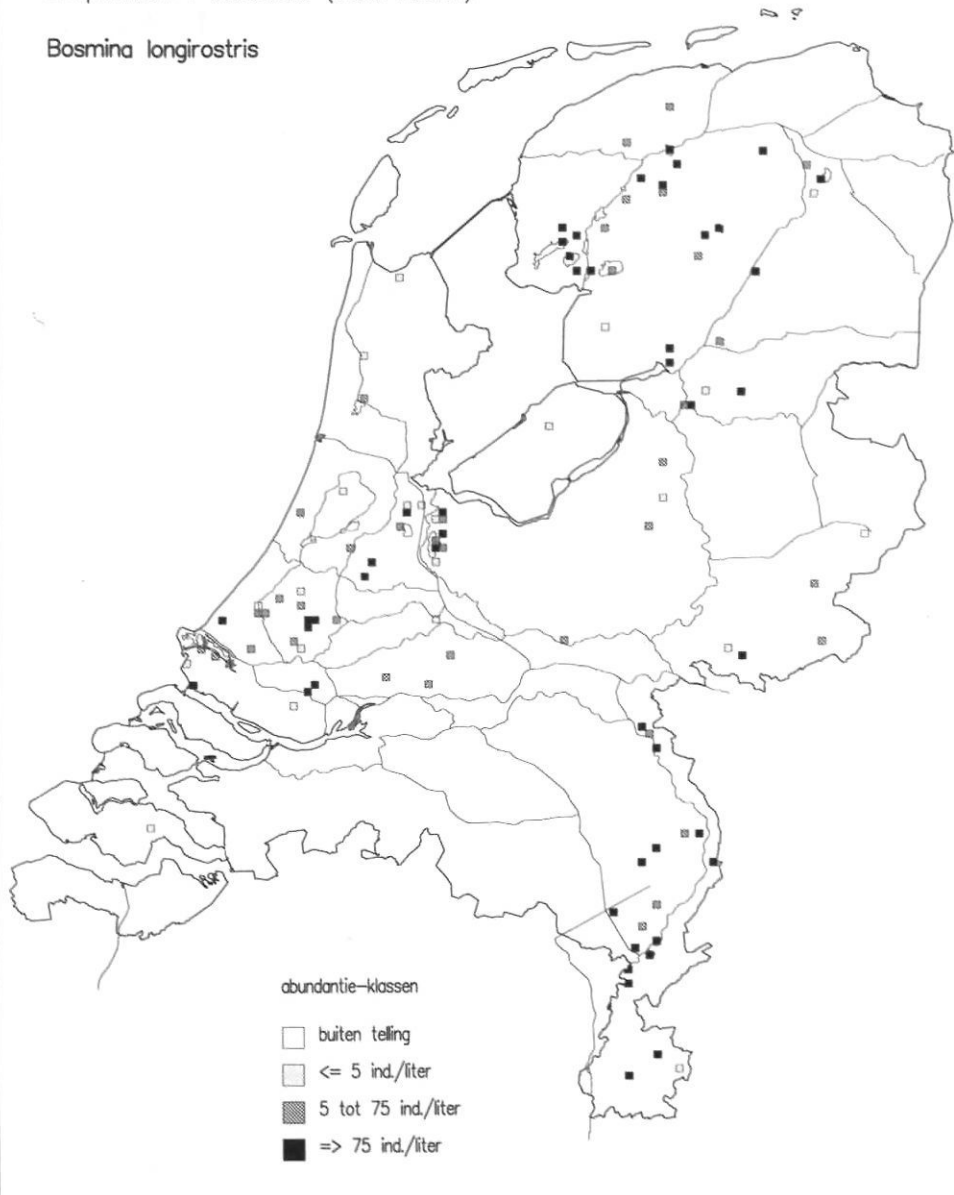 Bosmina longirostris
abundantie-klassen
buiten telling
<= 5 ind./liter
5 tot 75 ind./liter
=> 75 ind./liter